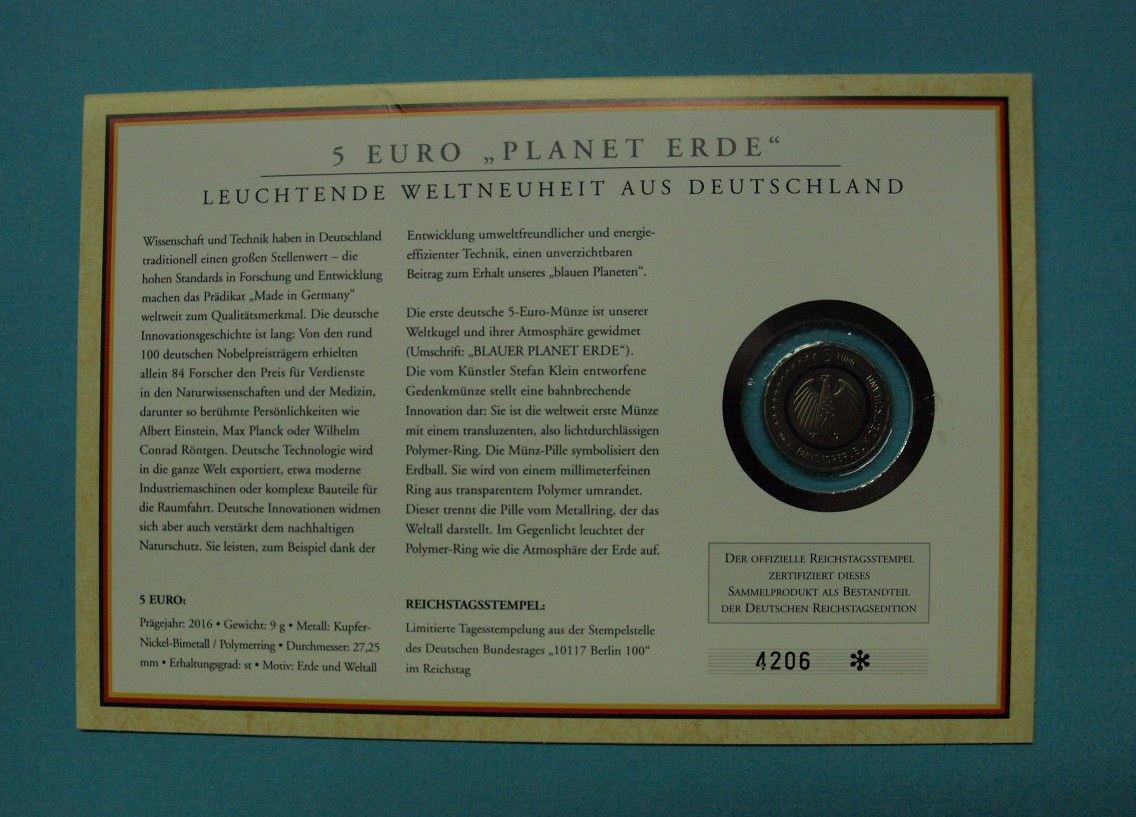 5 EURO „PLANET ERDE“
LEUCHTENDE WELTNEUHEIT AUS DEUTSCHLAND
Wissenschaft und Technik haben in Deutschland
traditionell einen großen Stellenwert – die
hohen Standards in Forschung und Entwicklung
machen das Prädikat „Made in Germany“
weltweit zum Qualitätsmerkmal. Die deutsche
Innovationsgeschichte ist lang: Von den rund
100 deutschen Nobelpreisträgern erhielten
allein 84 Forscher den Preis für Verdienste
in den Naturwissenschaften und der Medizin,
darunter so berühmte Persönlichkeiten wie
Albert Einstein, Max Planck oder Wilhelm
Conrad Röntgen. Deutsche Technologie wird
in die ganze Welt exportiert, etwa moderne
Industriemaschinen oder komplexe Bauteile für
die Raumfahrt. Deutsche Innovationen widmen
sich aber auch verstärkt dem nachhaltigen
Naturschutz. Sie leisten, zum Beispiel dank der
Entwicklung umweltfreundlicher und energie-
effizienter Technik, einen unverzichtbaren
Beitrag zum Erhalt unseres „blauen Planeten“.
Die erste deutsche 5-Euro-Münze ist unserer
Weltkugel und ihrer Atmosphäre gewidmet
(Umschrift: „BLAUER PLANET ERDE“).
Die vom Künstler Stefan Klein entworfene
Gedenkmünze stellt eine bahnbrechende
Innovation dar: Sie ist die weltweit erste Münze
mit einem transluzenten, also lichtdurchlässigen
Polymer-Ring. Die Münz-Pille symbolisiert den
Erdball. Sie wird von einem millimeterfeinen
Ring aus transparentem Polymer umrandet.
Dieser trennt die Pille vom Metallring, der das
Weltall darstellt. Im Gegenlicht leuchtet der
Polymer-Ring wie die Atmosphäre der Erde auf.
5 EURO:
Prägejahr: 2016 • Gewicht: 9 g • Metall: Kupfer-
Nickel-Bimetall / Polymerring • Durchmesser: 27,25
mm • Erhaltungsgrad: st • Motiv: Erde und Weltall
REICHSTAGSSTEMPEL:
Limitierte Tagesstempelung aus der Stempelstelle
des Deutschen Bundestages „10117 Berlin 100“
im Reichstag
5 EURO
DER OFFIZIELLE REICHSTAGSSTEMPEL
ZERTIFIZIERT DIESES
SAMMELPRODUKT ALS BESTANDTEIL
DER DEUTSCHEN REICHSTAGSEDITION
4206 ✻